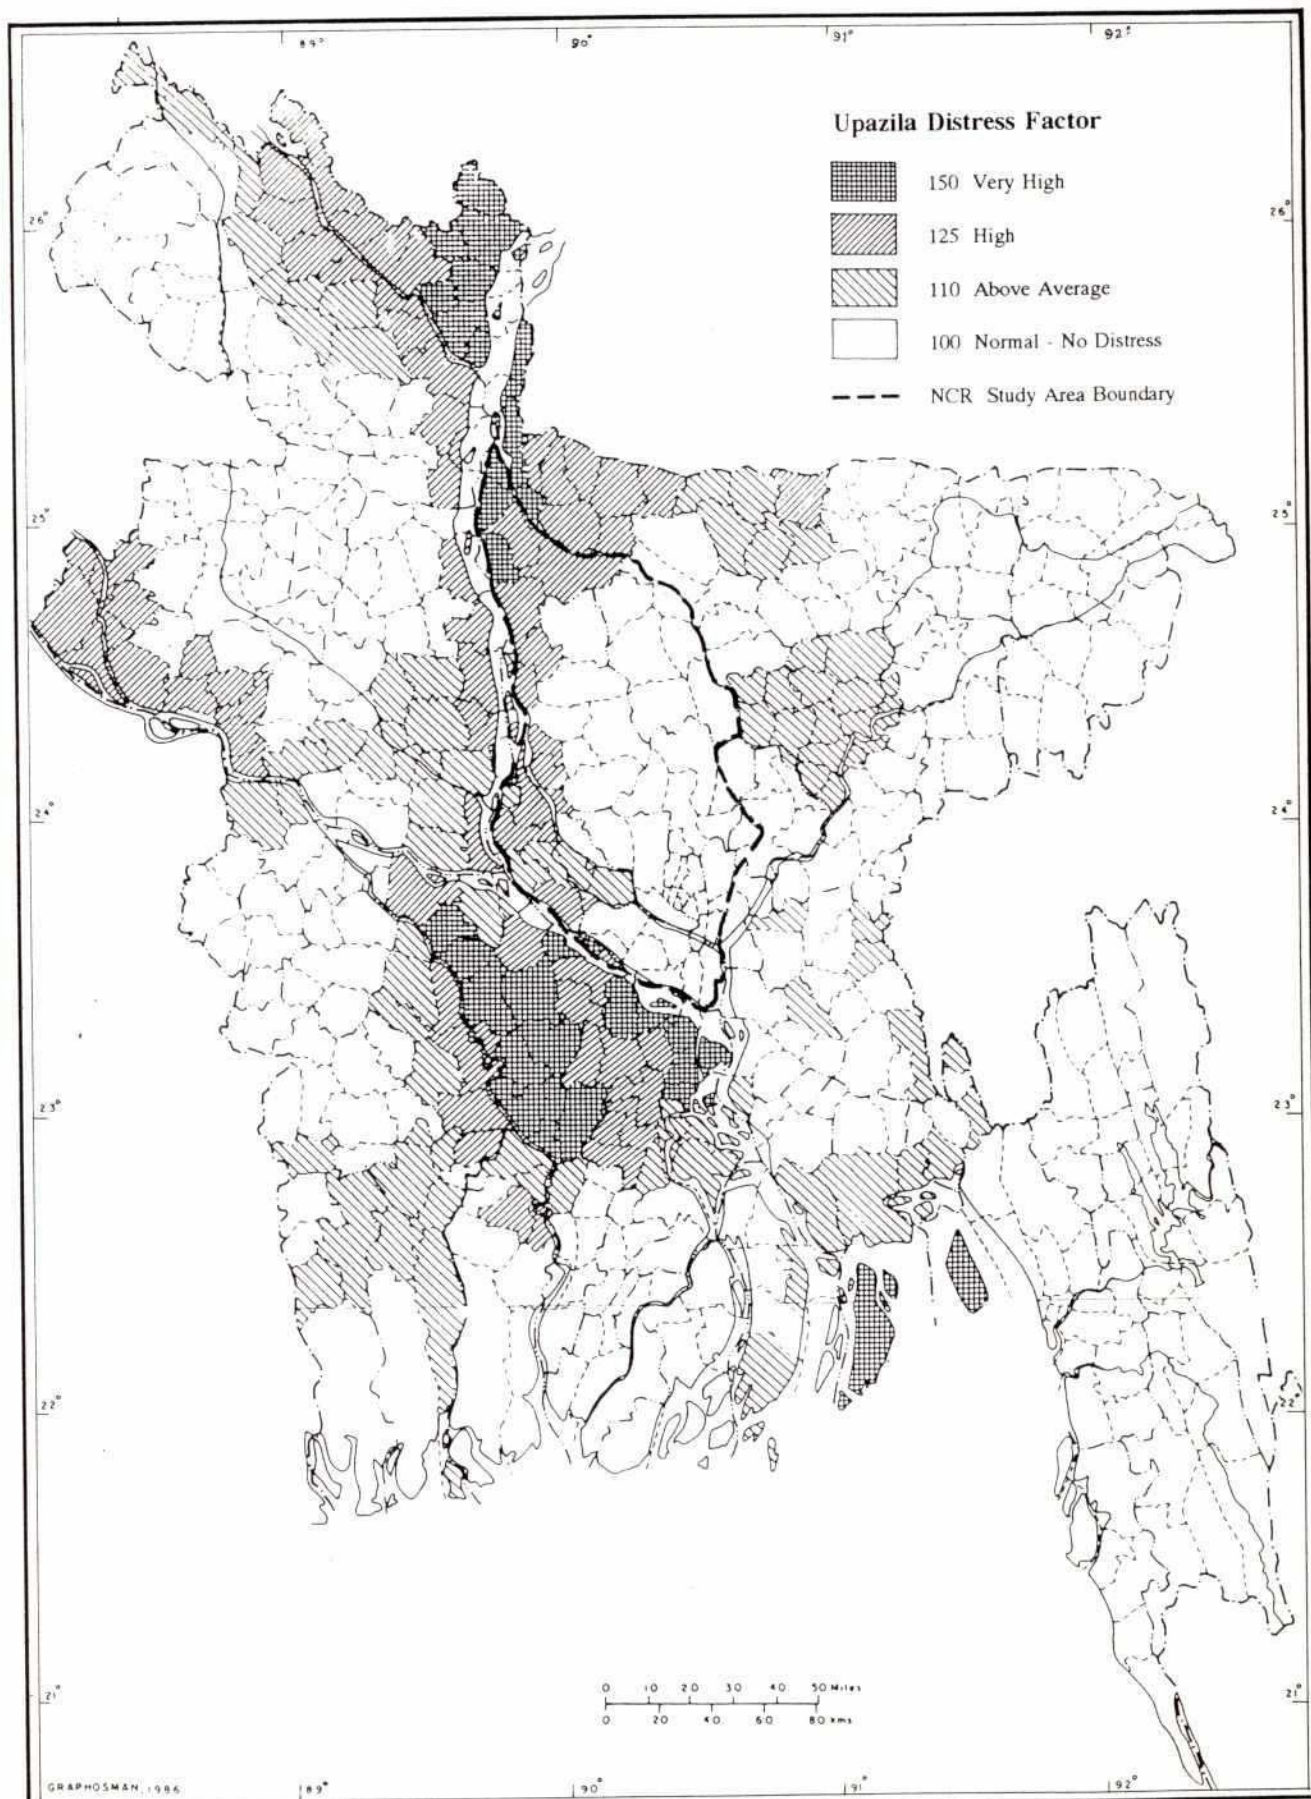 89° 90° 91° 92°
Upazila Distress Factor
150 Very High
125 High
110 Above Average
100 Normal - No Distress
NCR Study Area Boundary
26° 26°
25° 25°
24° 24°
23° 23°
22° 22°
21° 21°
0 10 20 30 40 50 Miles
0 20 40 60 80 kms
GRAPHOSMAN, 1986
89° 90° 91° 92°